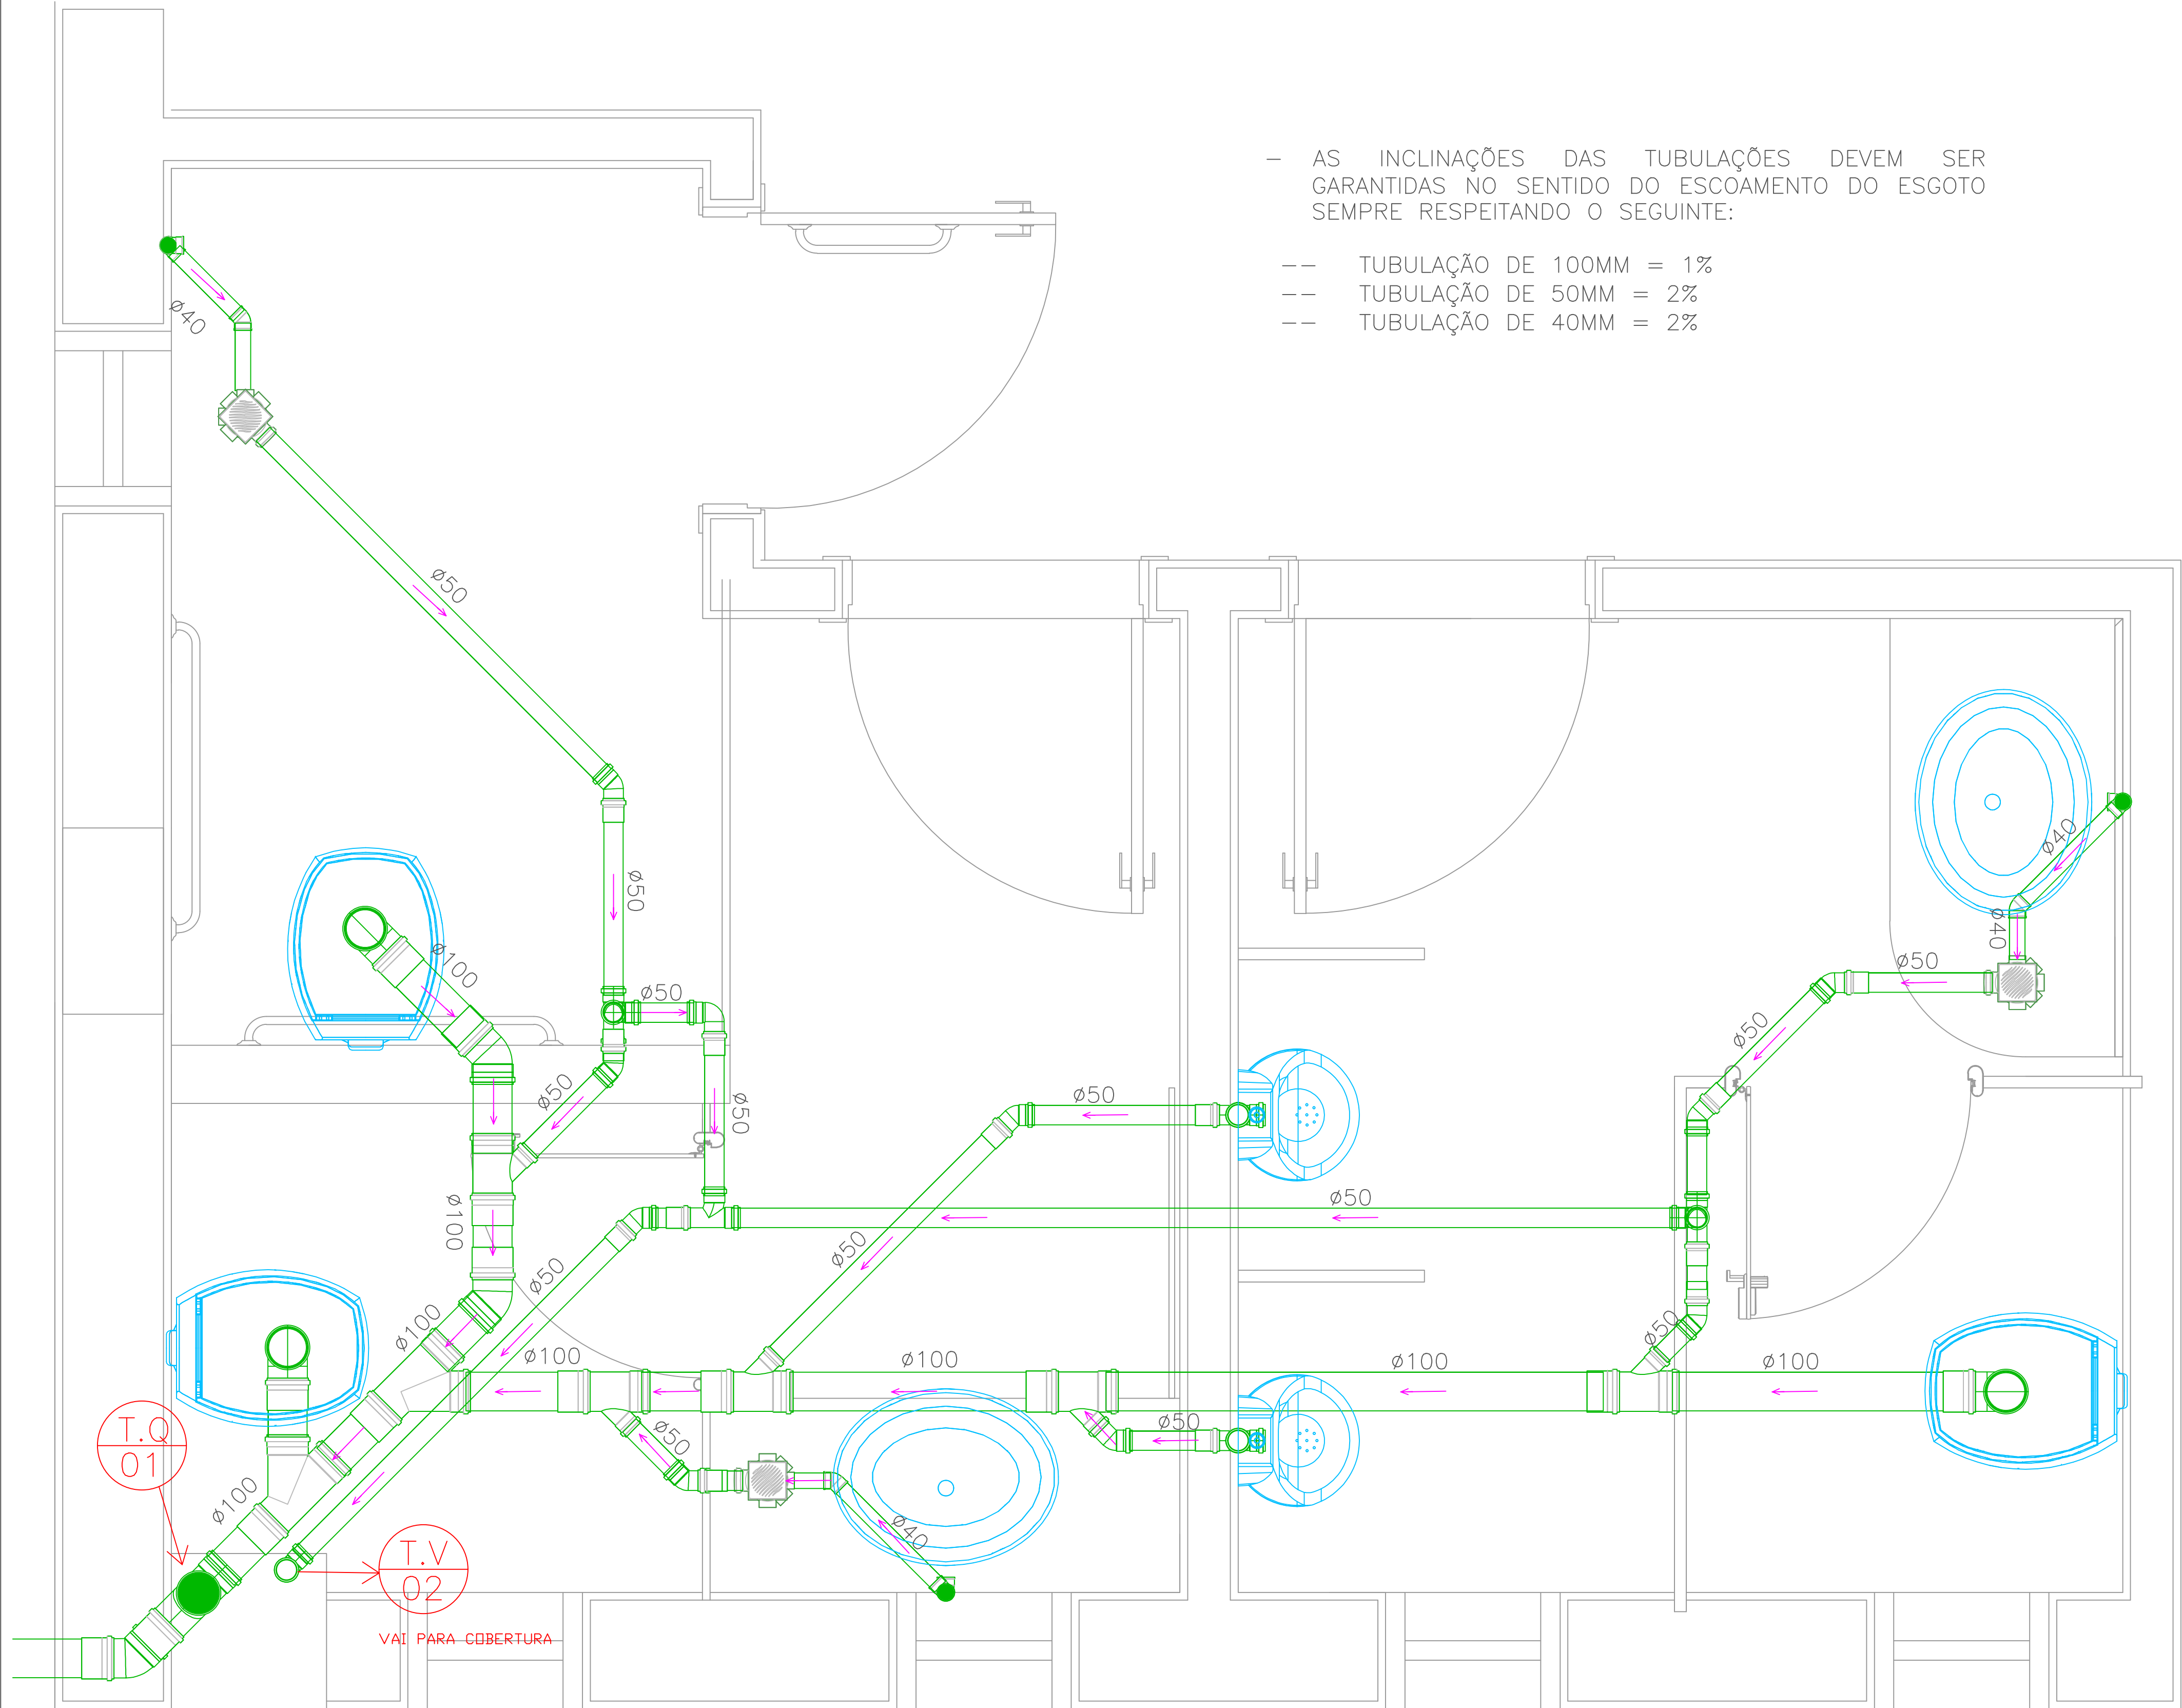 - AS INCLINAÇÕES DAS TUBULAÇÕES DEVEM SER
GARANTIDAS NO SENTIDO DO ESCOAMENTO DO ESGOTO
SEMPRE RESPEITANDO O SEGUINTE:
-- TUBULAÇÃO DE 100MM = 1%
-- TUBULAÇÃO DE 50MM = 2%
-- TUBULAÇÃO DE 40MM = 2%
ø40
ø50
ø50
ø40
ø40
ø100
ø50
ø50
ø50
ø50
ø50
ø50
ø50
ø100
ø50
ø50
ø50
ø100
ø50
ø100
ø100
ø100
ø100
ø50
ø50
T.Q
01
ø100
ø40
T.V
02
VAI PARA COBERTURA